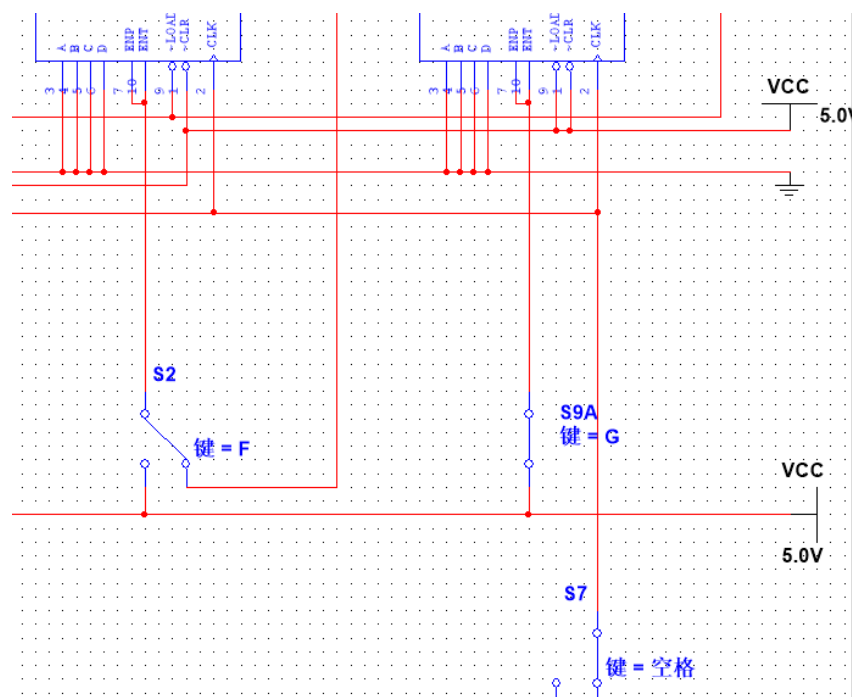 A B C D ENP ENT ~LOAD ~CLR CLK
A B C D ENP ENT ~LOAD ~CLR CLK
3 4 5 6 7 10 9 1 2
3 4 5 6 7 10 9 1 2
VCC
5.0V
S2
键 = F
S9A
键 = G
VCC
5.0V
S7
键 = 空格